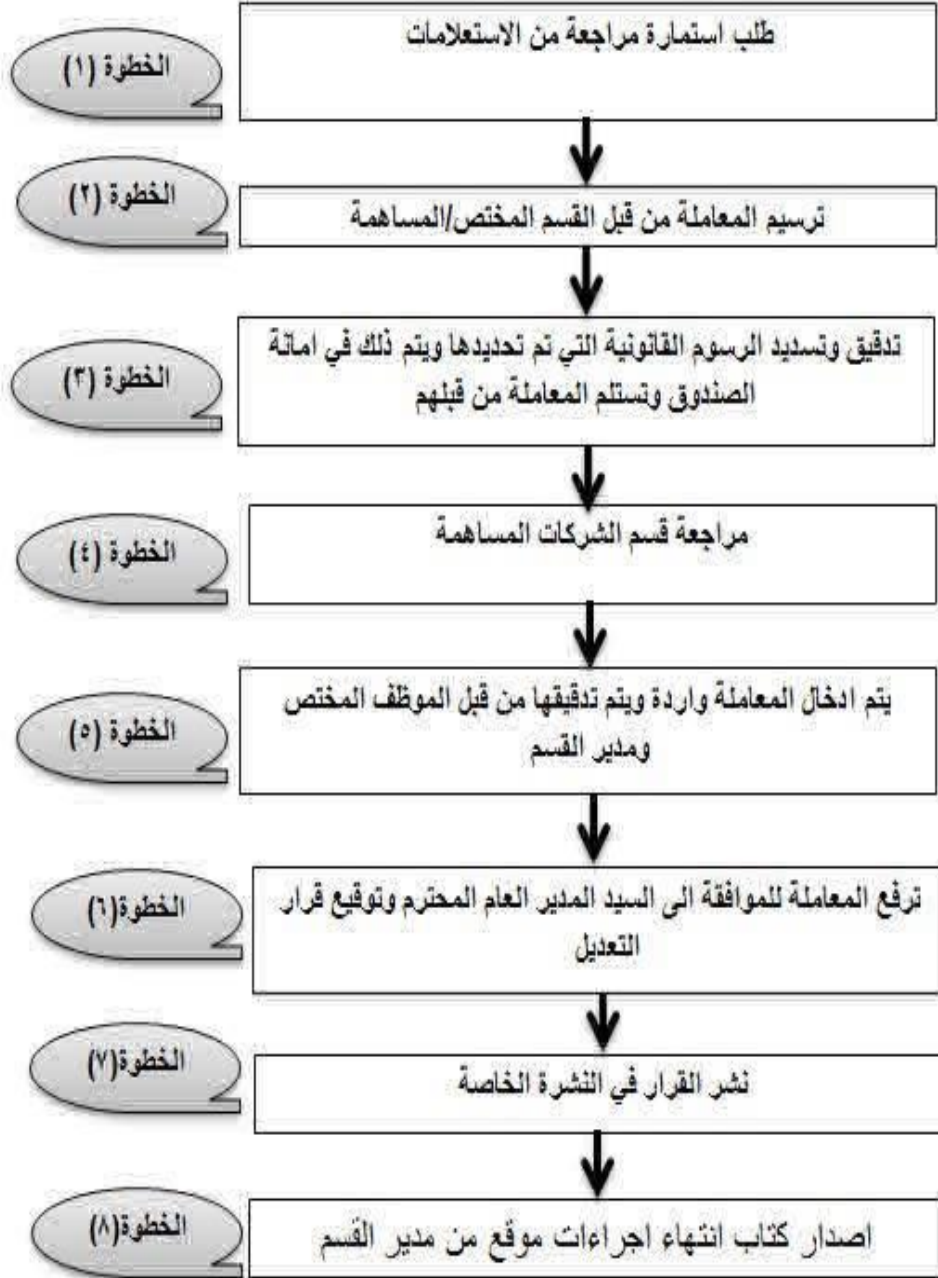 الخطوة (١)
طلب استمارة مراجعة من الاستعلامات
الخطوة (٢)
ترسيم المعاملة من قبل القسم المختص/المساهمة
الخطوة (٣)
تدقيق وتسديد الرسوم القانونية التي تم تحديدها ويتم ذلك في امانة
الصندوق وتستلم المعاملة من قبلهم
الخطوة (٤)
مراجعة قسم الشركات المساهمة
الخطوة (٥)
يتم ادخال المعاملة واردة ويتم تدقيقها من قبل الموظف المختص
ومدير القسم
الخطوة(٦)
ترفع المعاملة للموافقة الى السيد المدير العام المحترم وتوقيع قرار
التعديل
الخطوة(٧)
نشر القرار في النشرة الخاصة
الخطوة(٨)
اصدار كتاب انتهاء اجراءات موقع من مدير القسم